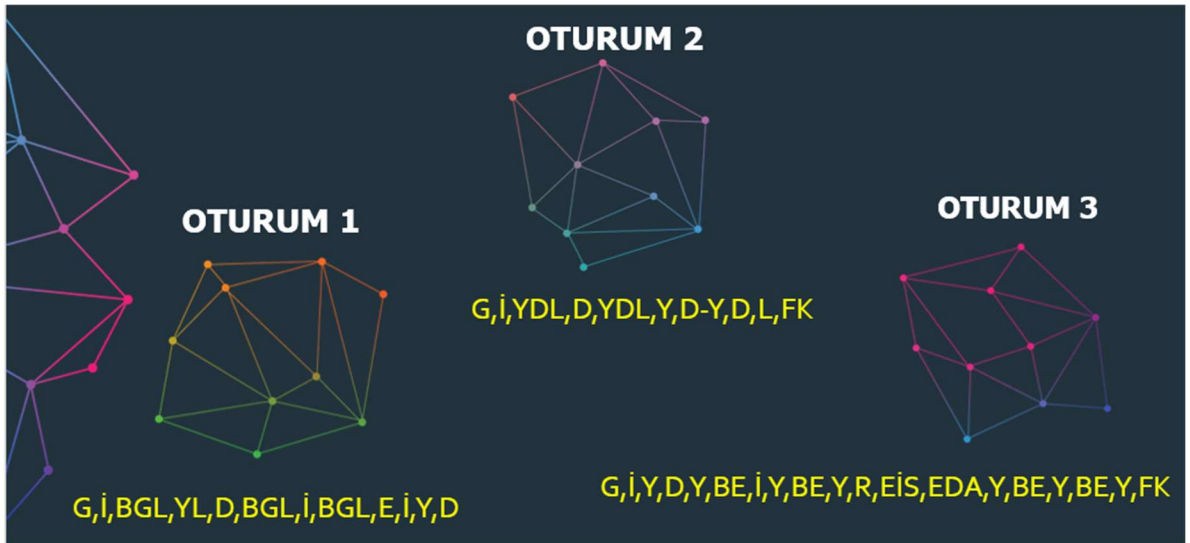 OTURUM 2
OTURUM 1
OTURUM 3
G,İ,YDL,D,YDL,Y,D-Y,D,L,FK
G,İ,BGL,YL,D,BGL,İ,BGL,E,İ,Y,D
G,İ,Y,D,Y,BE,İ,Y,BE,Y,R,EİS,EDA,Y,BE,Y,BE,Y,FK